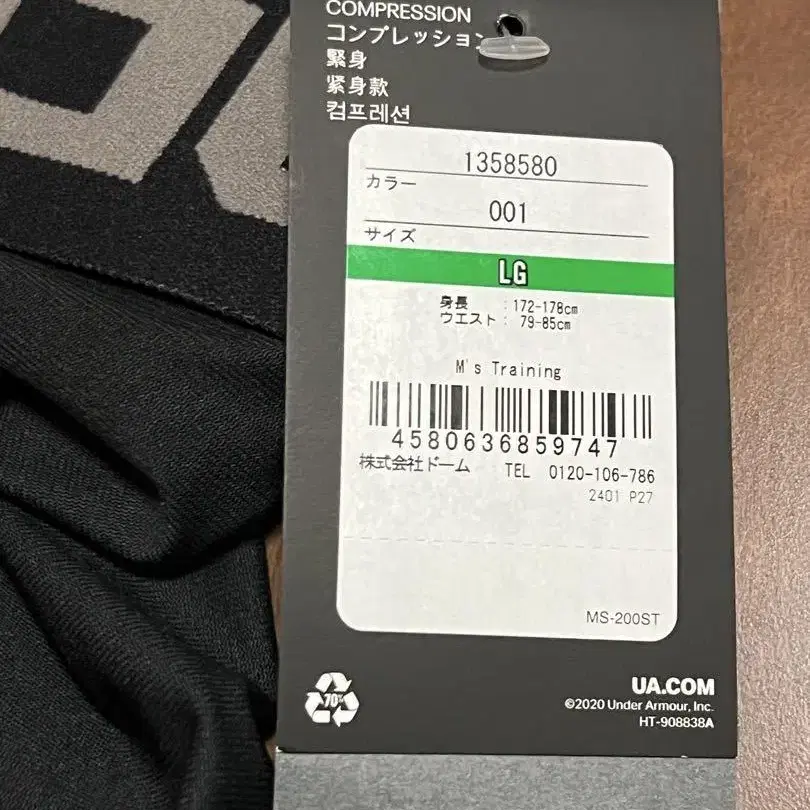 COMPRESSION
コンプレッション
緊身
紧身款
컴프레션
1358580
カラー
001
サイズ
LG
身長 : 172-178cm
ウエスト : 79-85cm
M's Training
4580636859747
株式会社ドーム TEL 0120-106-786
2401 P27
MS-200ST
70%
UA.COM
©2020 Under Armour, Inc.
HT-908838A